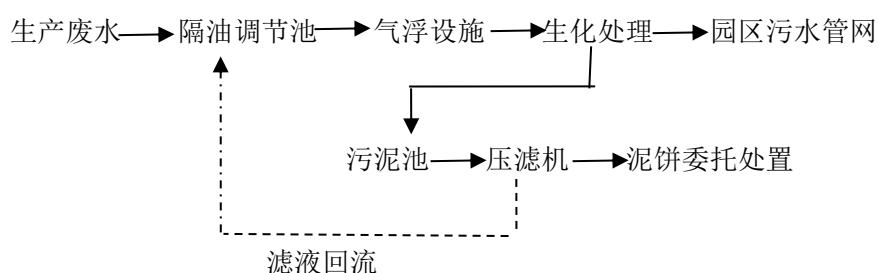 生产废水 隔油调节池 气浮设施 生化处理 园区污水管网
污泥池 压滤机 泥饼委托处置
滤液回流